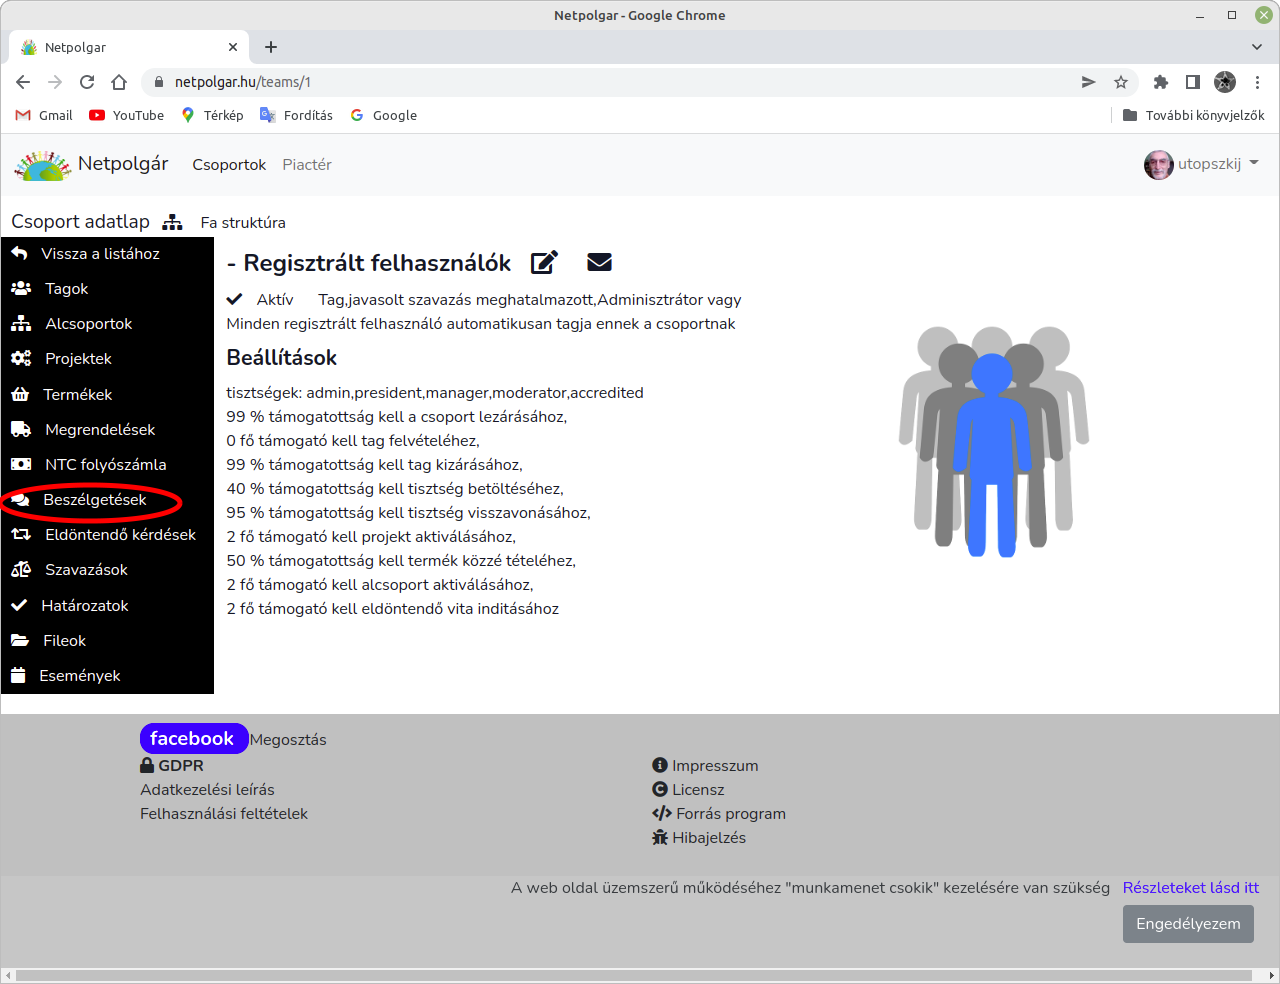 Netpolgar - Google Chrome
Netpolgar
netpolgar.hu/teams/1
Gmail YouTube Térkép Fordítás Google További könyvjelzők
Netpolgár Csoportok Piactér utopszkij
Csoport adatlap Fa struktúra
Vissza a listához
Tagok
Alcsoportok
Projektek
Termékek
Megrendelések
NTC folyószámla
Beszélgetések
Eldöntendő kérdések
Szavazások
Határozatok
Fileok
Események
- Regisztrált felhasználók
Aktív Tag,javasolt szavazás meghatalmazott,Adminisztrátor vagy
Minden regisztrált felhasználó automatikusan tagja ennek a csoportnak
Beállítások
tisztségek: admin,president,manager,moderator,accredited
99 % támogatottság kell a csoport lezárásához,
0 fő támogató kell tag felvételéhez,
99 % támogatottság kell tag kizárásához,
40 % támogatottság kell tisztség betöltéséhez,
95 % támogatottság kell tisztség visszavonásához,
2 fő támogató kell projekt aktiválásához,
50 % támogatottság kell termék közzé tételéhez,
2 fő támogató kell alcsoport aktiválásához,
2 fő támogató kell eldöntendő vita inditásához
facebook Megosztás
GDPR
Adatkezelési leírás
Felhasználási feltételek
Impresszum
Licensz
Forrás program
Hibajelzés
A web oldal üzemszerű működéséhez "munkamenet csokik" kezelésére van szükség Részleteket lásd itt
Engedélyezem